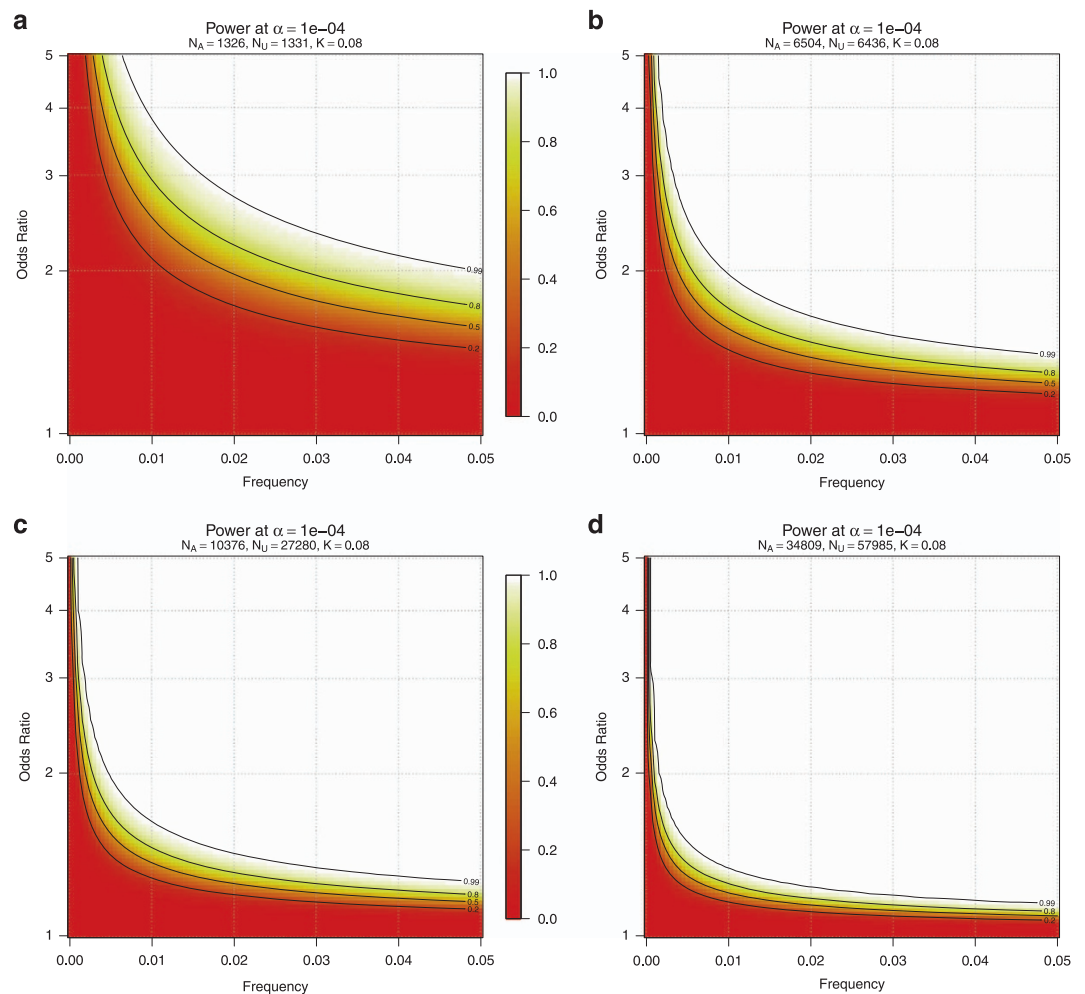 a
Power at α = 1e−04
N_A = 1326, N_U = 1331, K = 0.08
5
4
3
2
1
Odds Ratio
0.99
0.8
0.5
0.2
0.00 0.01 0.02 0.03 0.04 0.05
Frequency
1.0
0.8
0.6
0.4
0.2
0.0
b
Power at α = 1e−04
N_A = 6504, N_U = 6436, K = 0.08
5
4
3
2
1
Odds Ratio
0.99
0.8
0.5
0.2
0.00 0.01 0.02 0.03 0.04 0.05
Frequency
c
Power at α = 1e−04
N_A = 10376, N_U = 27280, K = 0.08
5
4
3
2
1
Odds Ratio
0.99
0.8
0.5
0.2
0.00 0.01 0.02 0.03 0.04 0.05
Frequency
1.0
0.8
0.6
0.4
0.2
0.0
d
Power at α = 1e−04
N_A = 34809, N_U = 57985, K = 0.08
5
4
3
2
1
Odds Ratio
0.99
0.8
0.2
0.00 0.01 0.02 0.03 0.04 0.05
Frequency